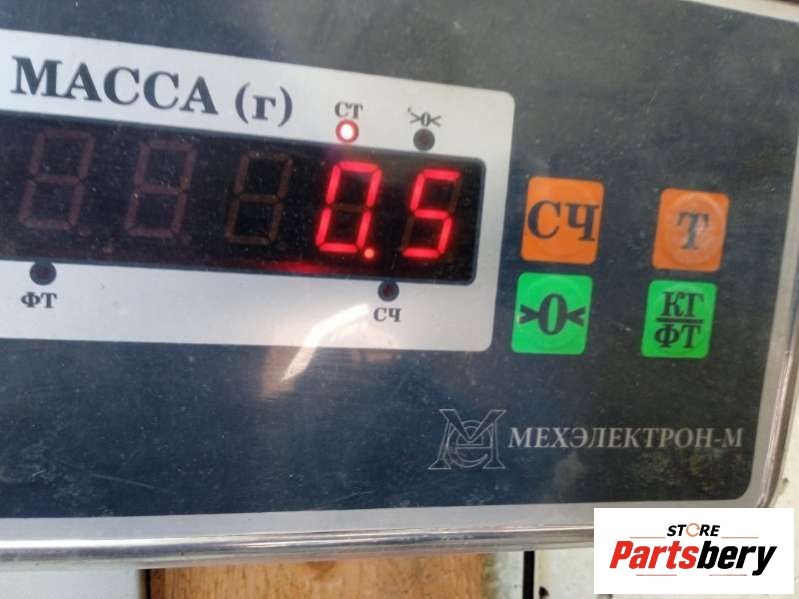 МАССА (г)
СТ
>0<
0.5
ФТ
СЧ
СЧ
Т
>0<
КГ
ФТ
МЕХЭЛЕКТРОН-М
STORE
Partsbery